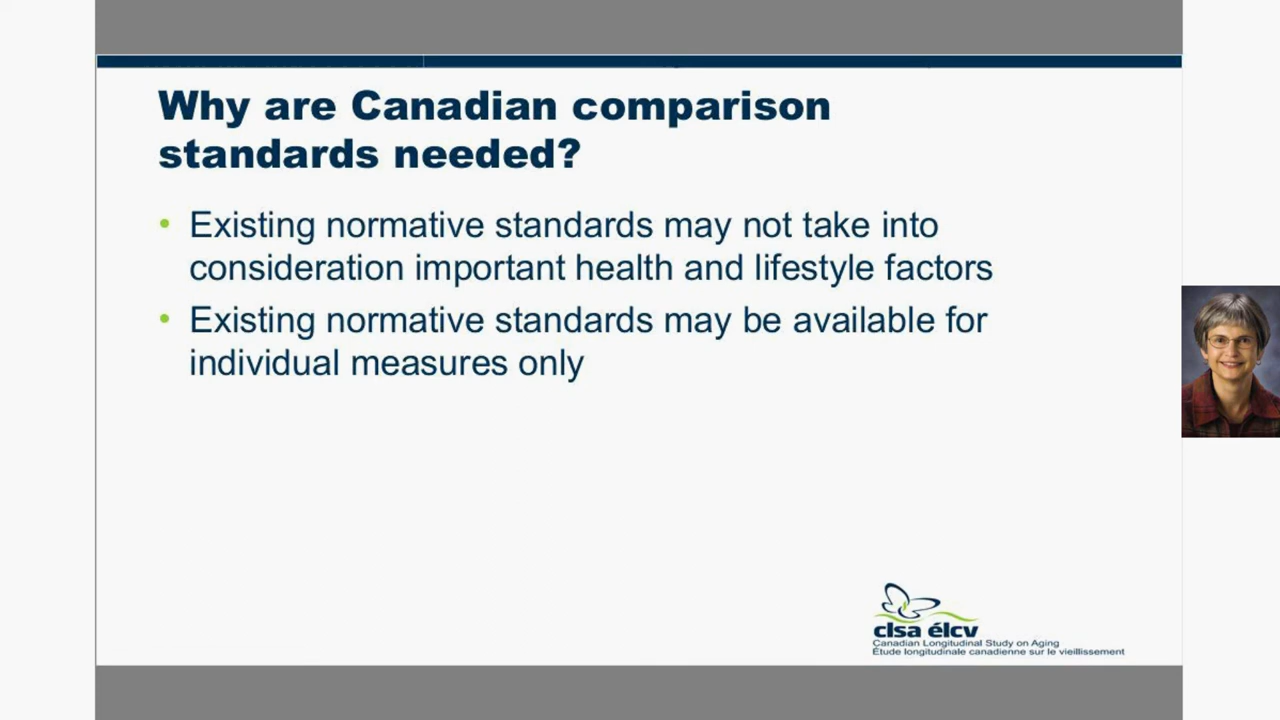 Why are Canadian comparison
standards needed?
• Existing normative standards may not take into
consideration important health and lifestyle factors
• Existing normative standards may be available for
individual measures only
clsa élcv
Canadian Longitudinal Study on Aging
Étude longitudinale canadienne sur le vieillissement